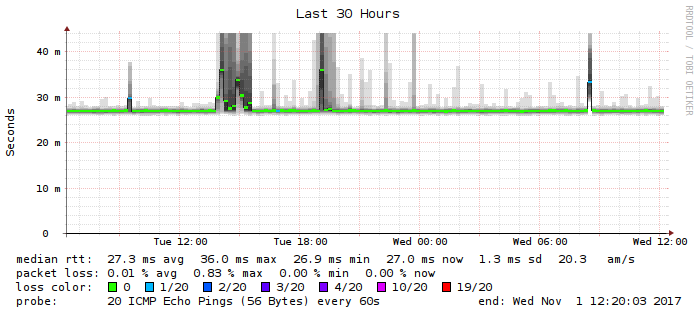 Last 30 Hours
RRDTOOL / TOBI OETIKER
Seconds
40 m
30 m
20 m
10 m
0
Tue 12:00 Tue 18:00 Wed 00:00 Wed 06:00 Wed 12:00
median rtt: 27.3 ms avg 36.0 ms max 26.9 ms min 27.0 ms now 1.3 ms sd 20.3 am/s
packet loss: 0.01 % avg 0.83 % max 0.00 % min 0.00 % now
loss color: 0 1/20 2/20 3/20 4/20 10/20 19/20
probe: 20 ICMP Echo Pings (56 Bytes) every 60s end: Wed Nov 1 12:20:03 2017